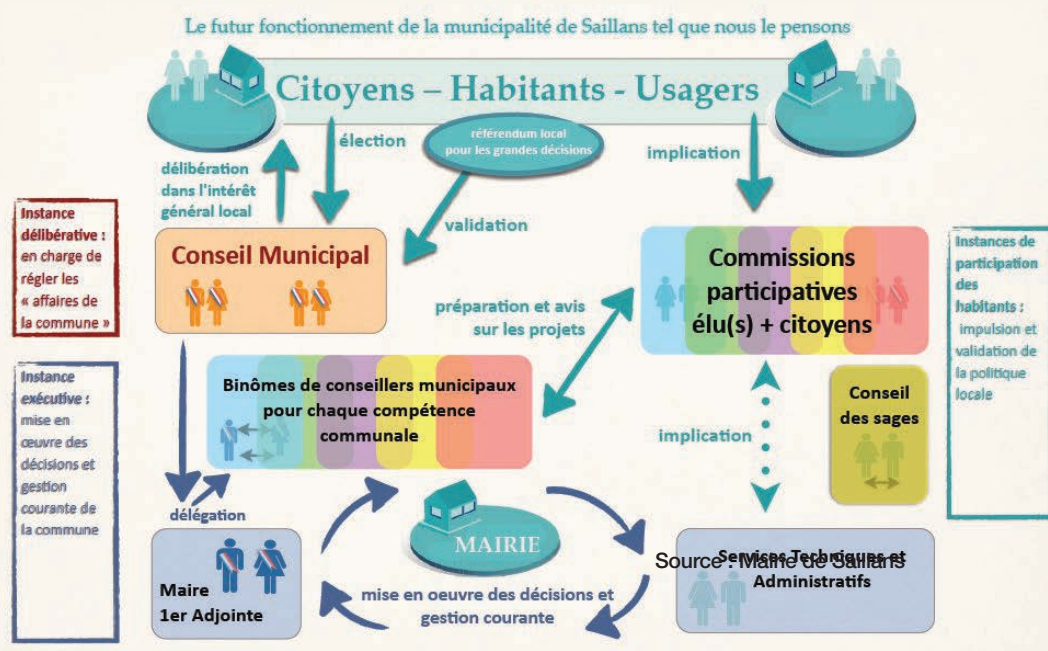 Le futur fonctionnement de la municipalité de Saillans tel que nous le pensons
Citoyens – Habitants - Usagers
élection
référendum local
pour les grandes décisions
implication
délibération
dans l'intérêt
général local
validation
Instance
délibérative :
en charge de
régler les
« affaires de
la commune »
Conseil Municipal
Commissions
participatives
élu(s) + citoyens
Instances de
participation
des
habitants :
impulsion et
validation de
la politique
locale
préparation et avis
sur les projets
Instance
exécutive :
mise en
œuvre des
décisions et
gestion
courante de
la commune
Binômes de conseillers municipaux
pour chaque compétence
communale
Conseil
des sages
implication
délégation
MAIRIE
Maire
1er Adjointe
mise en oeuvre des décisions et
gestion courante
Services Techniques et
Administratifs
Source : Mairie de Saillans